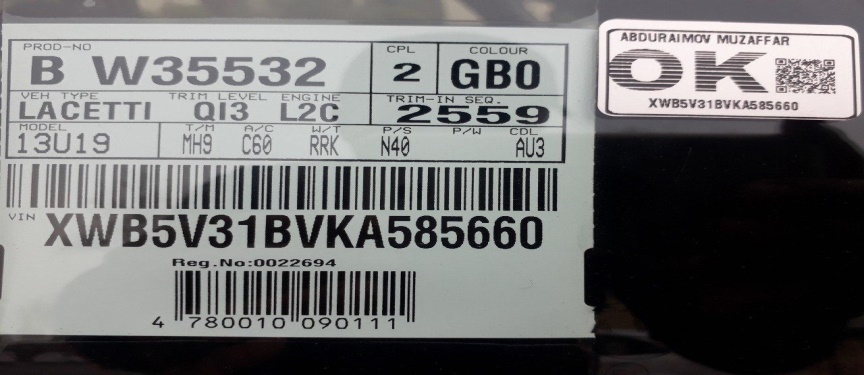 PROD-NO CPL COLOUR
B W35532 2 GB0
VEH TYPE TRIM LEVEL ENGINE TRIM-IN SEQ.
LACETTI QI3 L2C 2559
MODEL T/M A/C W/T P/S P/W CDL
13U19 MH9 C60 RRK N40 AU3
VIN XWB5V31BVKA585660
Reg.No:0022694
4 780010 090111
ABDURAIMOV MUZAFFAR
OK
XWB5V31BVKA585660